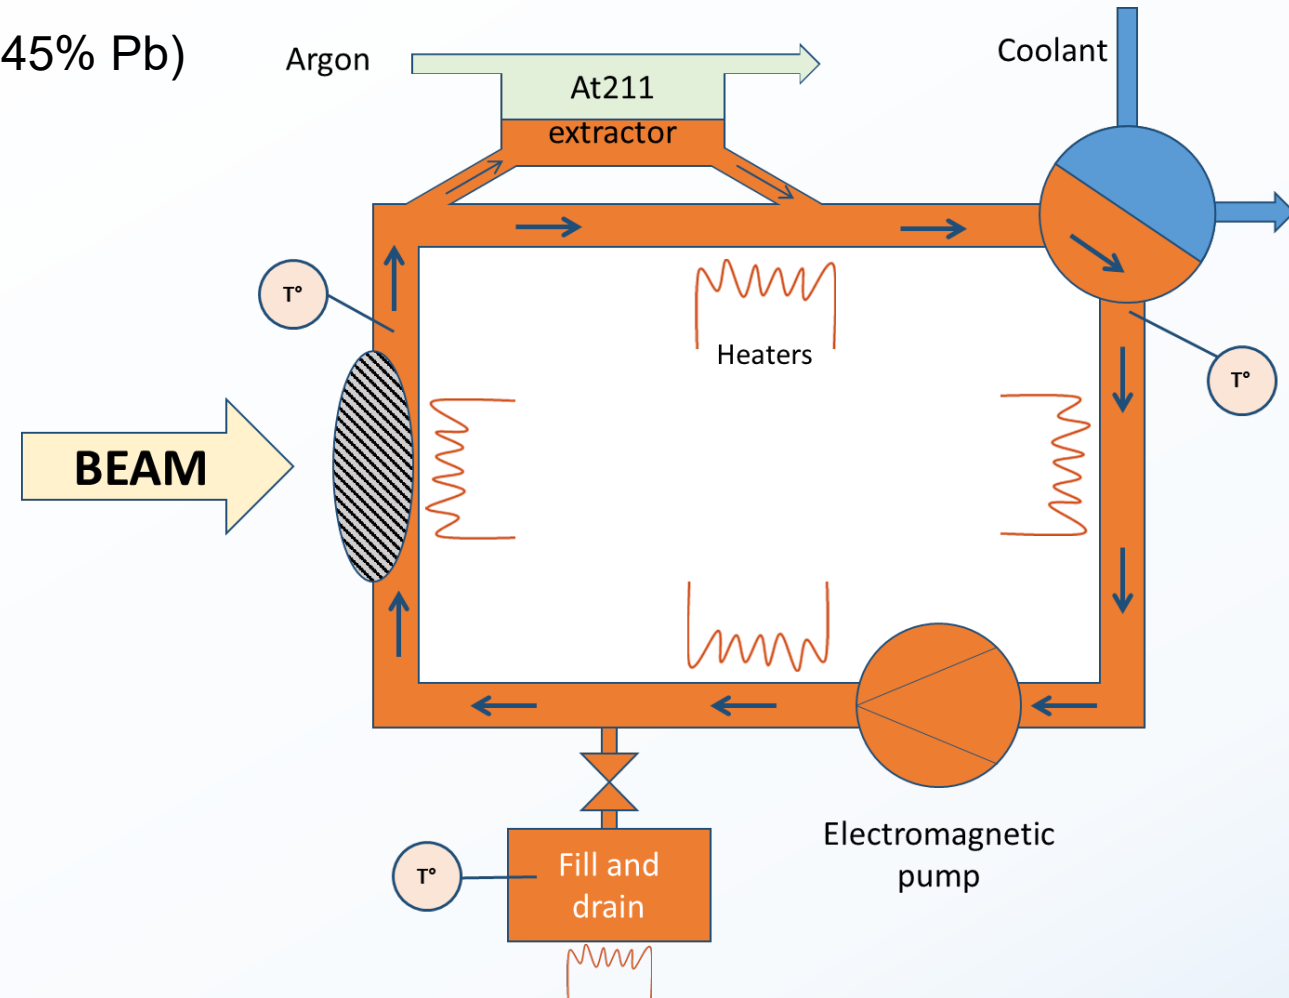 45% Pb)
Argon
At211
extractor
Coolant
T°
Heaters
T°
BEAM
Electromagnetic
pump
Fill and
drain
T°